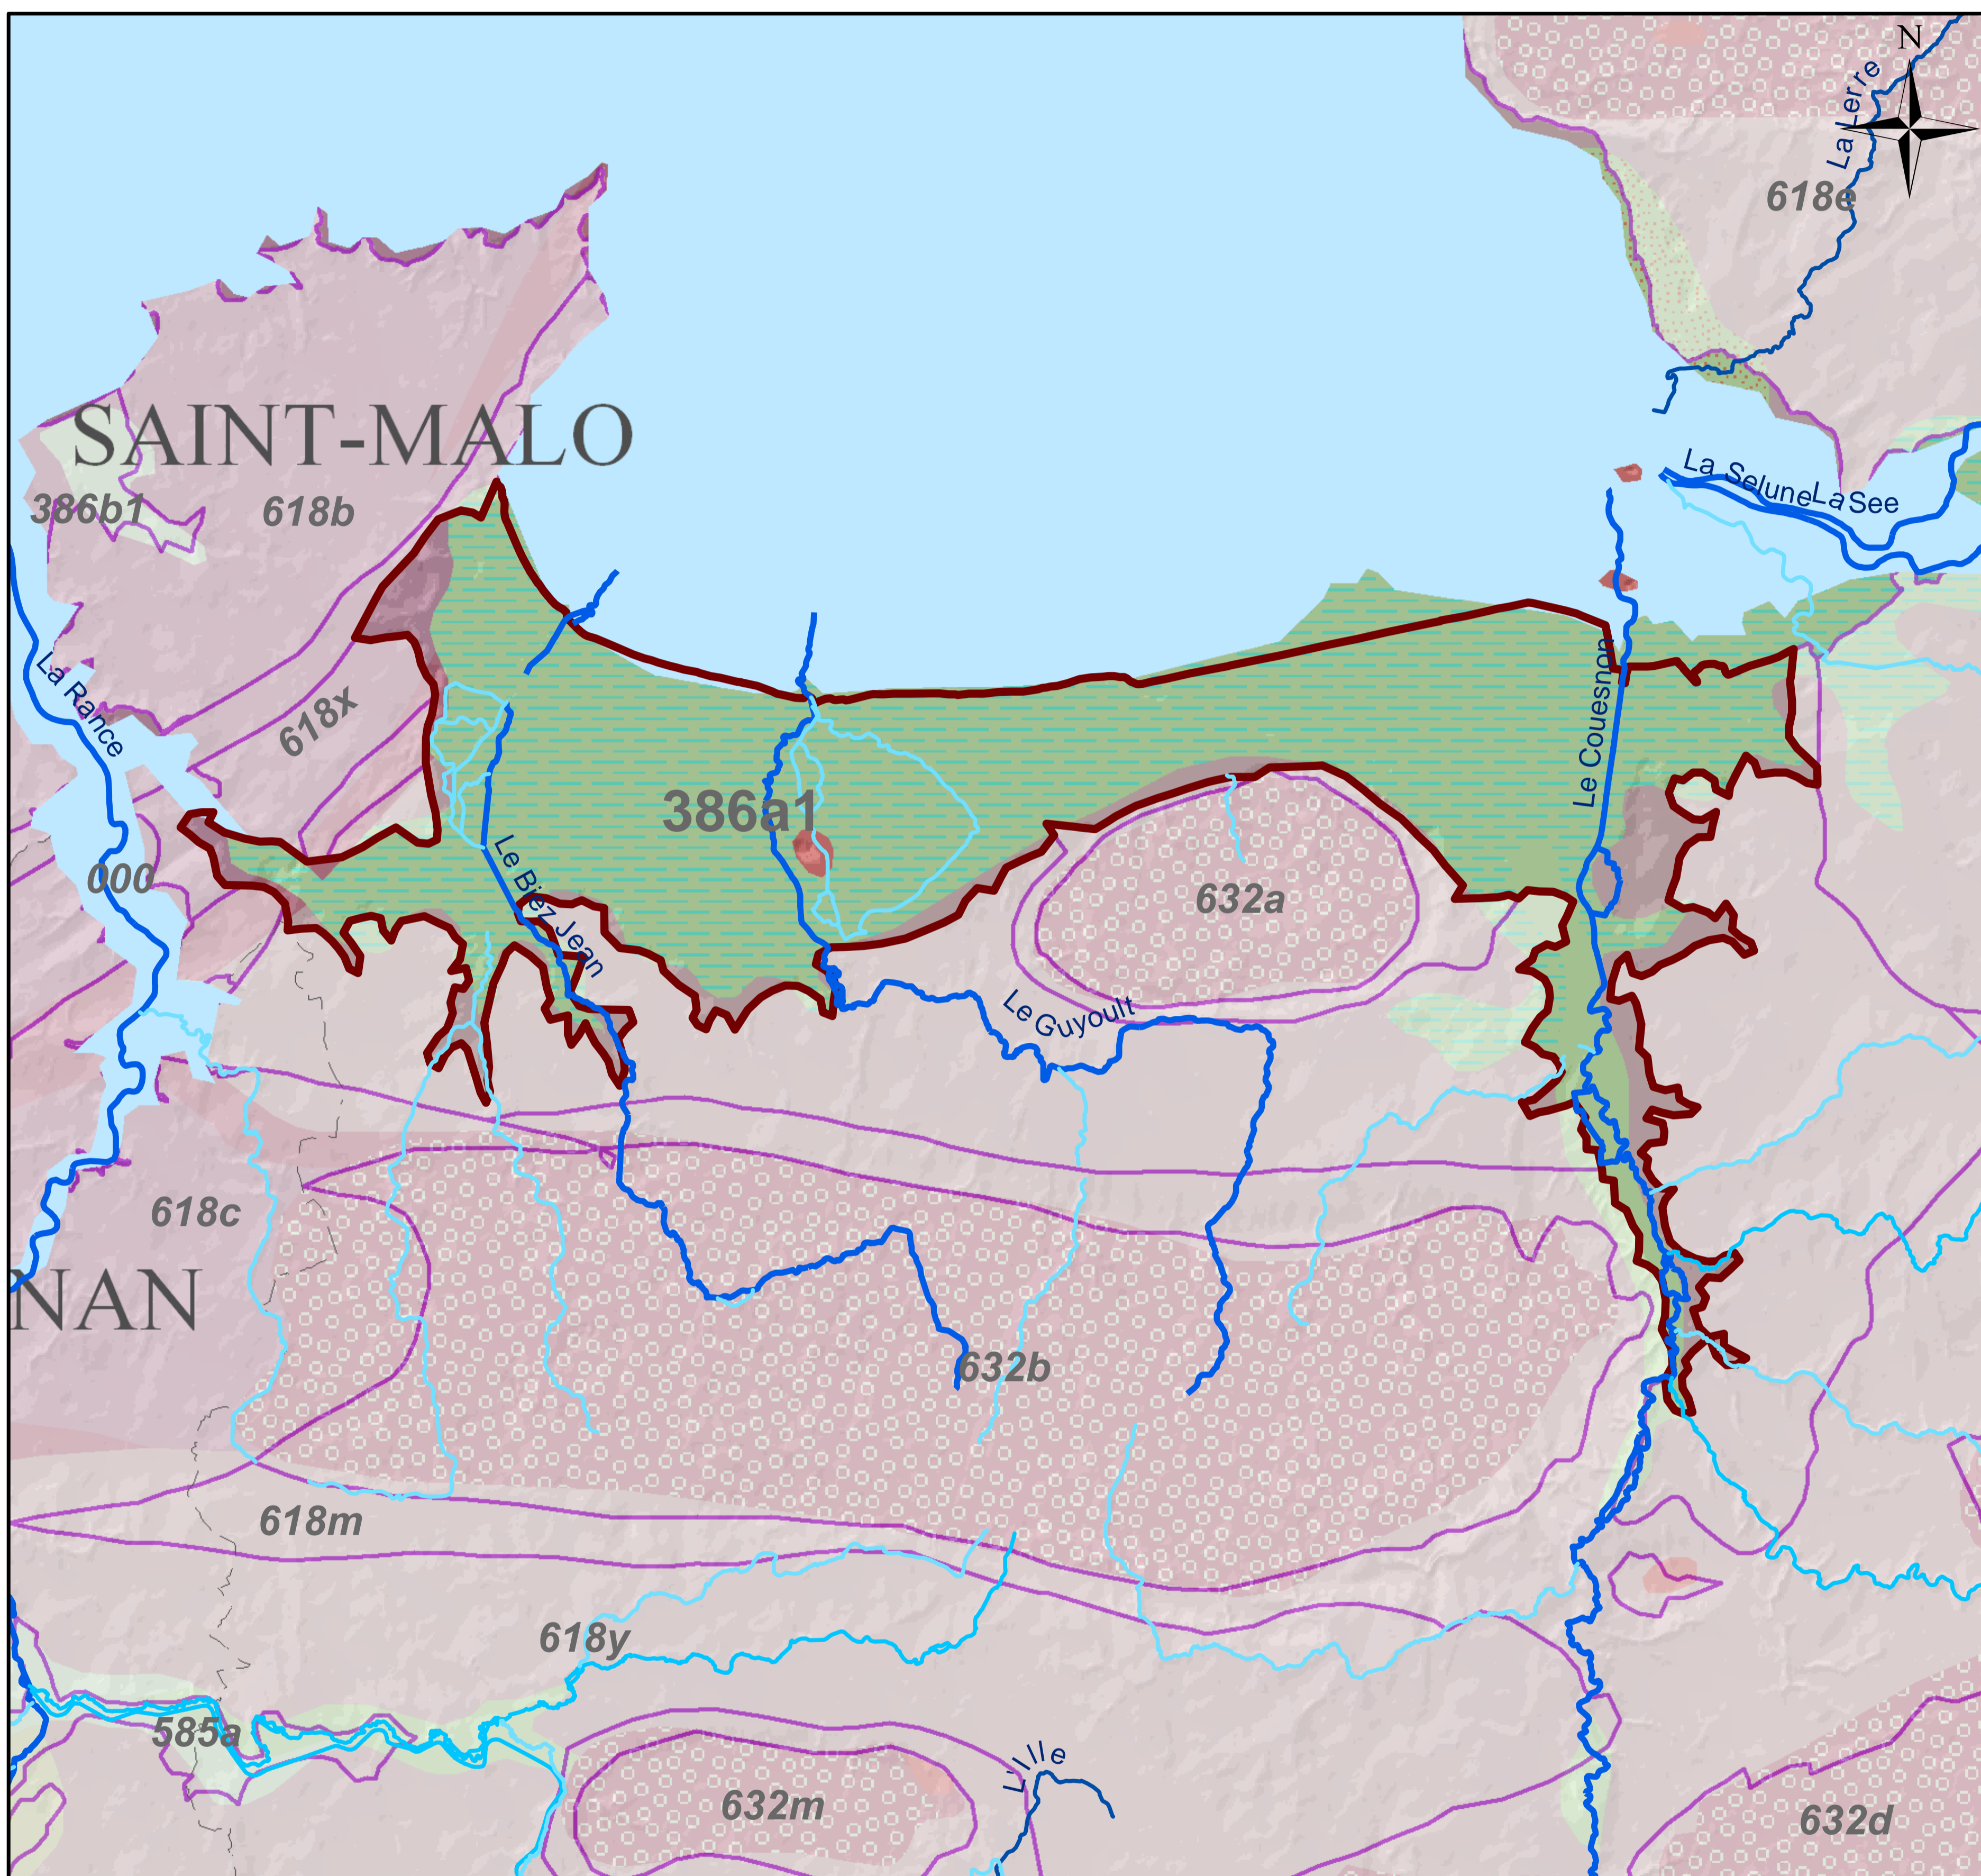 N
La Lerre
618e
SAINT-MALO
386b1
618b
La Selune
La See
La Rance
618x
Le Couesnon
386a1
Le Biez Jean
000
632a
Le Guyoult
618c
NAN
632b
618m
618y
585a
L'Ille
632m
632d